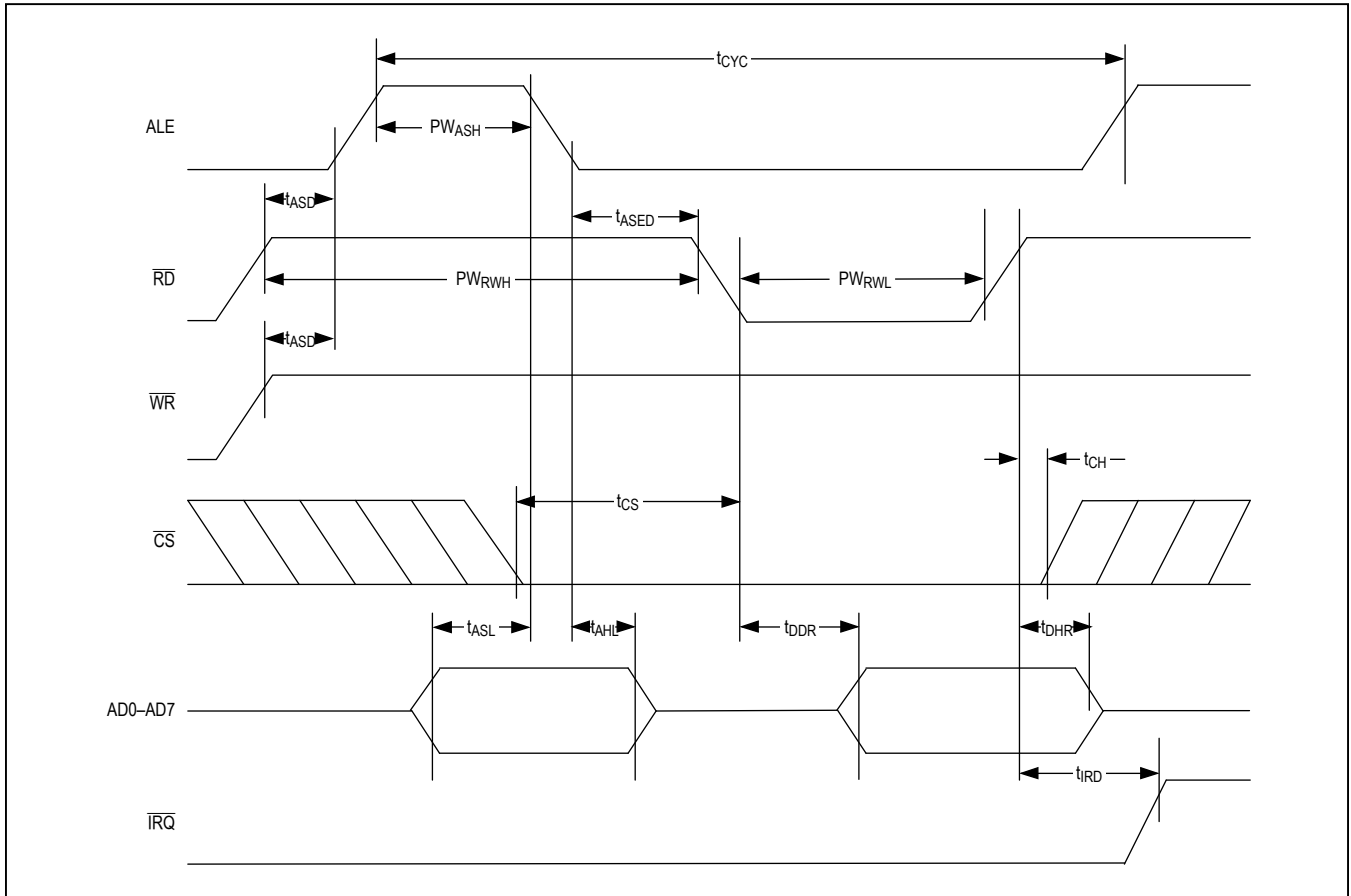 tCYC
ALE
PWASH
tASD
tASED
RD
PWRWH
PWRWL
tASD
WR
tCH
tCS
CS
tASL
tAHL
tDDR
tDHR
AD0–AD7
tIRD
IRQ